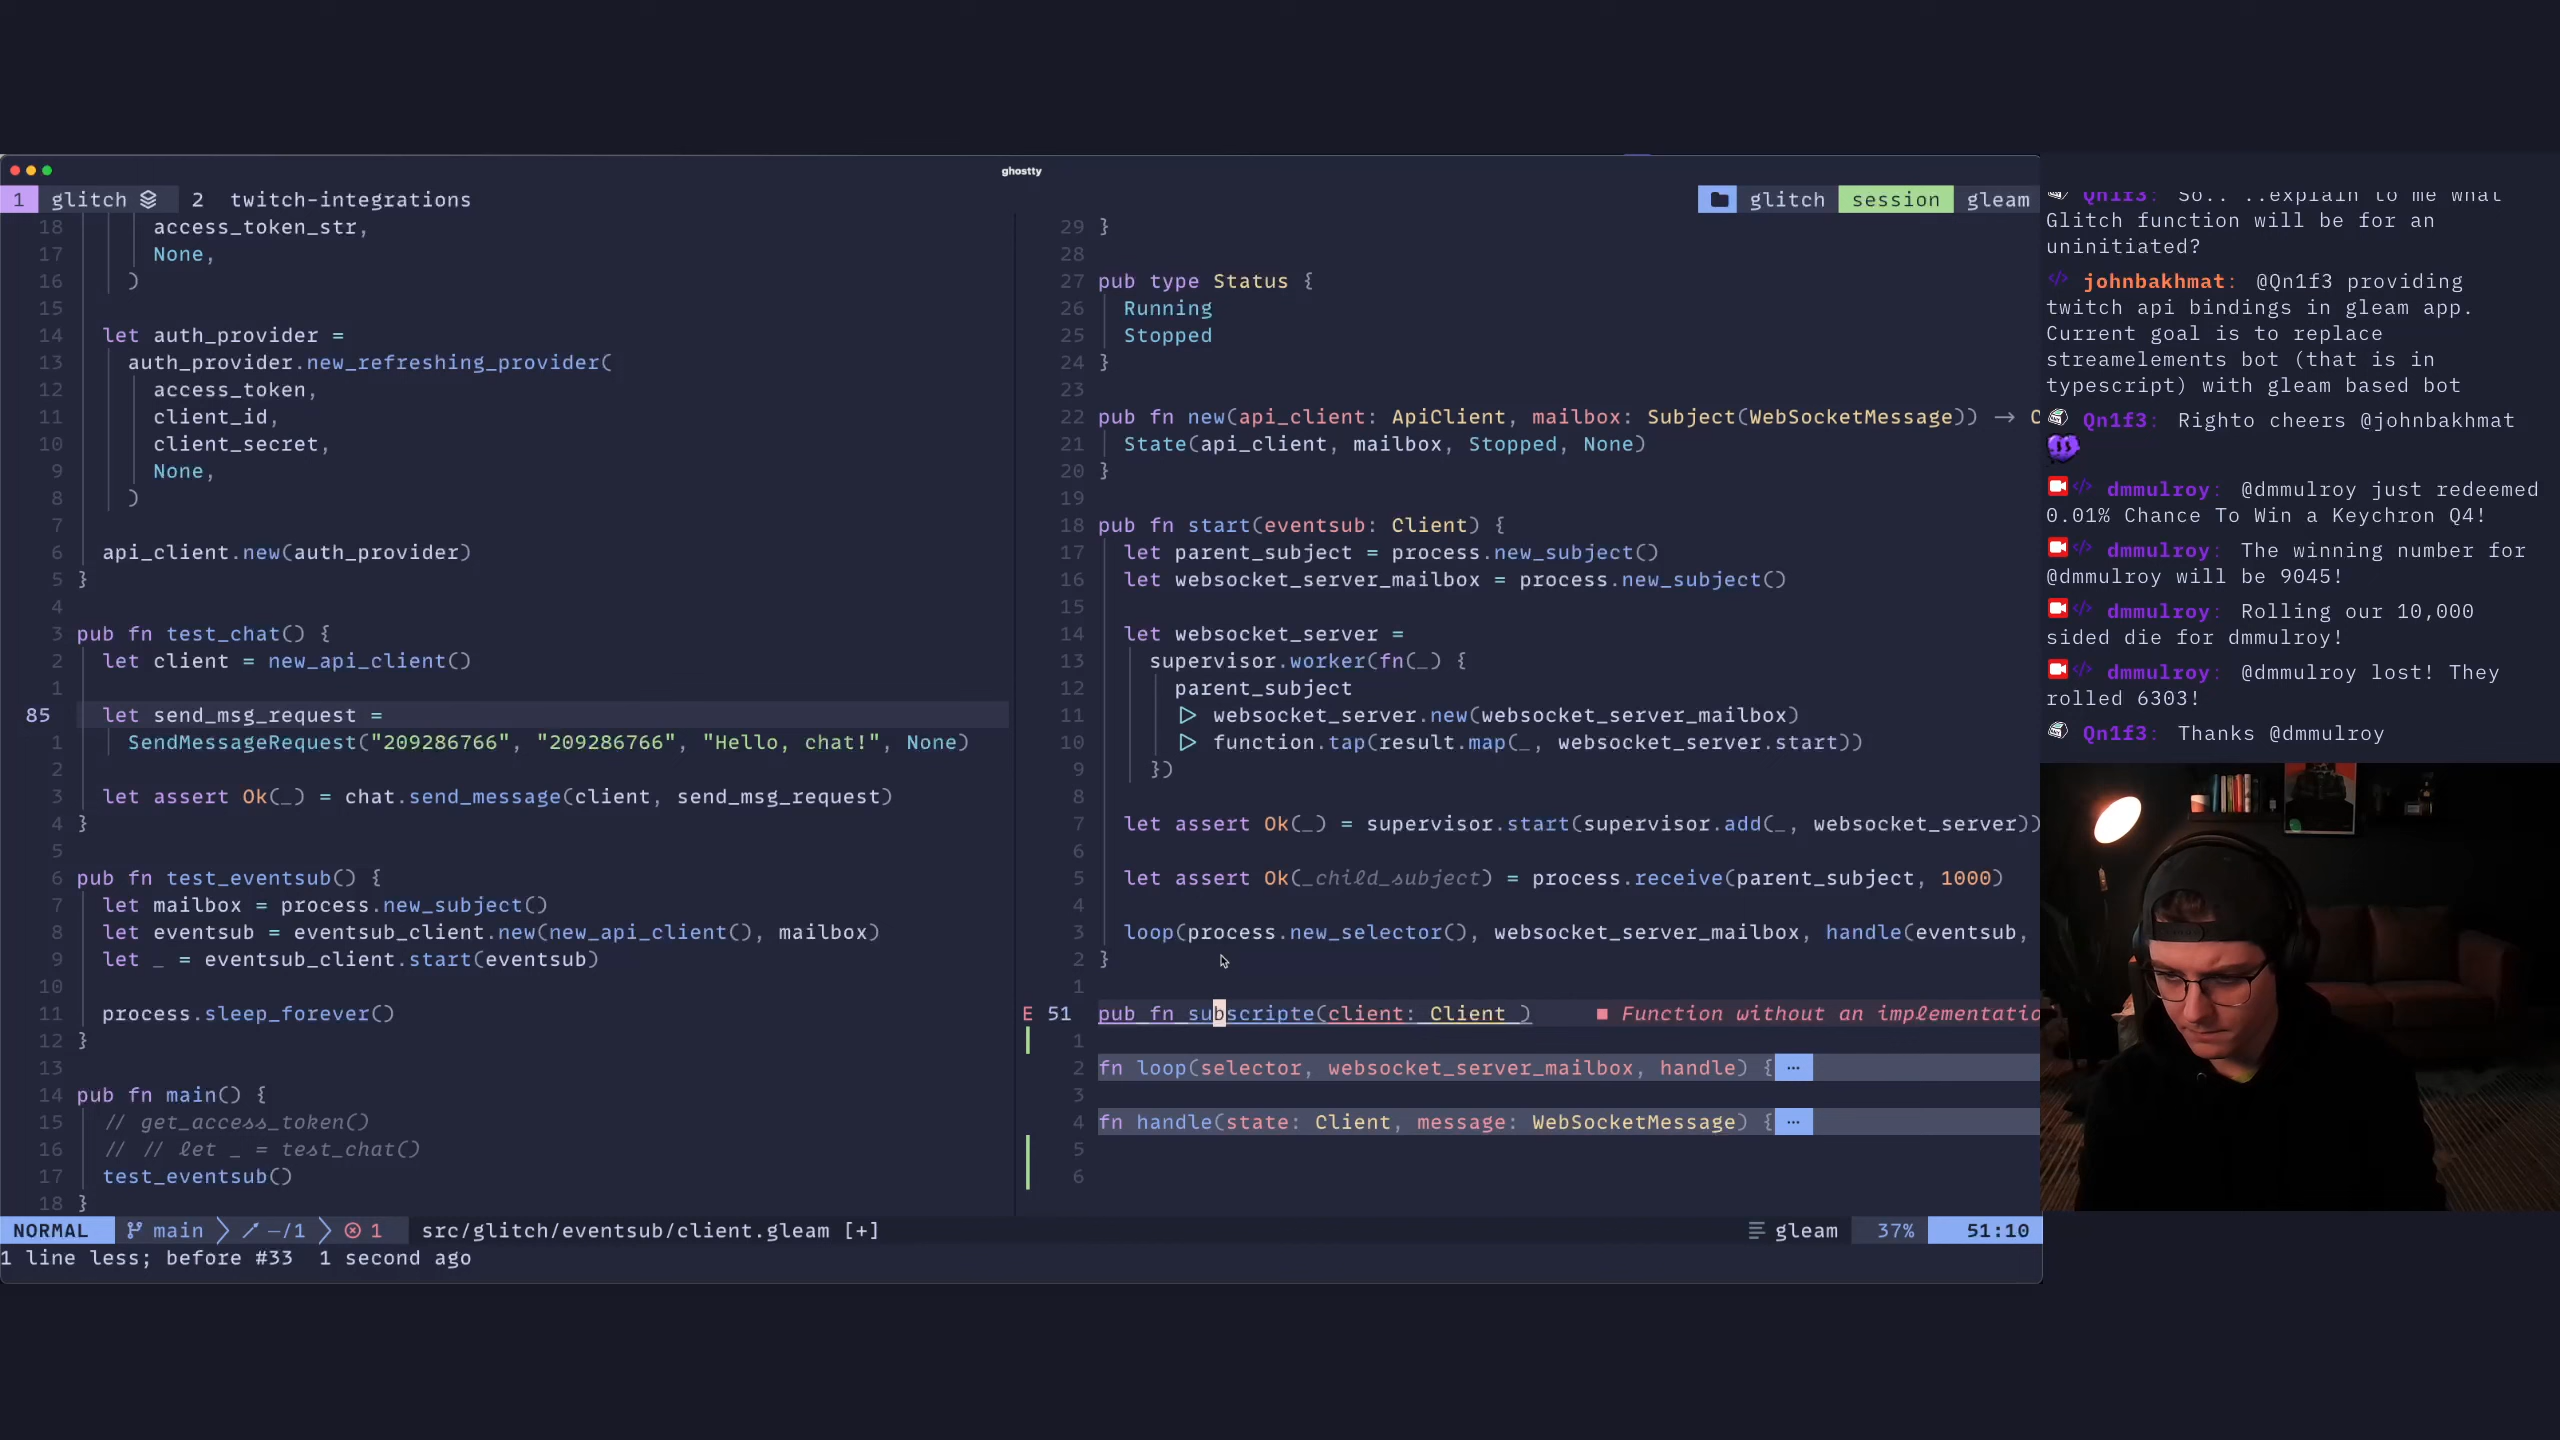 ghostty
1 glitch 2 twitch-integrations
glitch session gleam
18 access_token_str,
17 None,
16 )
15
14 let auth_provider =
13 auth_provider.new_refreshing_provider(
12 access_token,
11 client_id,
10 client_secret,
9 None,
8 )
7
6 api_client.new(auth_provider)
5 }
4
3 pub fn test_chat() {
2 let client = new_api_client()
1
85 let send_msg_request =
1 SendMessageRequest("209286766", "209286766", "Hello, chat!", None)
2
3 let assert Ok(_) = chat.send_message(client, send_msg_request)
4 }
5
6 pub fn test_eventsub() {
7 let mailbox = process.new_subject()
8 let eventsub = eventsub_client.new(new_api_client(), mailbox)
9 let _ = eventsub_client.start(eventsub)
10
11 process.sleep_forever()
12 }
13
14 pub fn main() {
15 // get_access_token()
16 // // let _ = test_chat()
17 test_eventsub()
18 }
29 }
28
27 pub type Status {
26 Running
25 Stopped
24 }
23
22 pub fn new(api_client: ApiClient, mailbox: Subject(WebSocketMessage)) → C
21 State(api_client, mailbox, Stopped, None)
20 }
19
18 pub fn start(eventsub: Client) {
17 let parent_subject = process.new_subject()
16 let websocket_server_mailbox = process.new_subject()
15
14 let websocket_server =
13 supervisor.worker(fn(_) {
12 parent_subject
11 ▷ websocket_server.new(websocket_server_mailbox)
10 ▷ function.tap(result.map(_, websocket_server.start))
9 })
8
7 let assert Ok(_) = supervisor.start(supervisor.add(_, websocket_server))
6
5 let assert Ok(_child_subject) = process.receive(parent_subject, 1000)
4
3 loop(process.new_selector(), websocket_server_mailbox, handle(eventsub,
2 }
1
E 51 pub fn subscripte(client: Client ) ■ Function without an implementatio
1
2 fn loop(selector, websocket_server_mailbox, handle) { ⋯
3
4 fn handle(state: Client, message: WebSocketMessage) { ⋯
5
6
NORMAL main —/1 1 src/glitch/eventsub/client.gleam [+] gleam 37% 51:10
1 line less; before #33 1 second ago
Qn1f3: So.. ..explain to me what
Glitch function will be for an
uninitiated?
johnbakhmat: @Qn1f3 providing
twitch api bindings in gleam app.
Current goal is to replace
streamelements bot (that is in
typescript) with gleam based bot
Qn1f3: Righto cheers @johnbakhmat
dmmulroy: @dmmulroy just redeemed
0.01% Chance To Win a Keychron Q4!
dmmulroy: The winning number for
@dmmulroy will be 9045!
dmmulroy: Rolling our 10,000
sided die for dmmulroy!
dmmulroy: @dmmulroy lost! They
rolled 6303!
Qn1f3: Thanks @dmmulroy